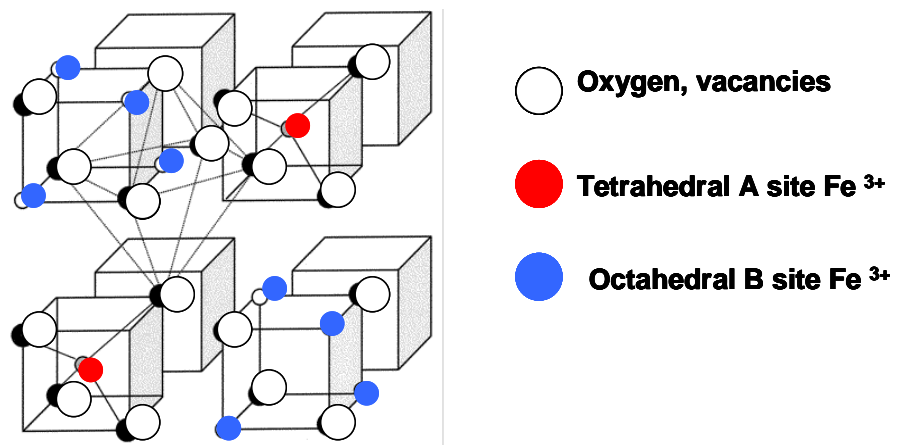 Oxygen, vacancies
Tetrahedral A site Fe ³⁺
Octahedral B site Fe ³⁺